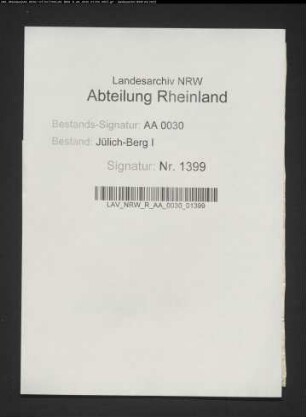 Landesarchiv NRW
Abteilung Rheinland
Bestands-Signatur: AA 0030
Bestand: Jülich-Berg I
Signatur: Nr. 1399
LAV_NRW_R_AA_0030_01399